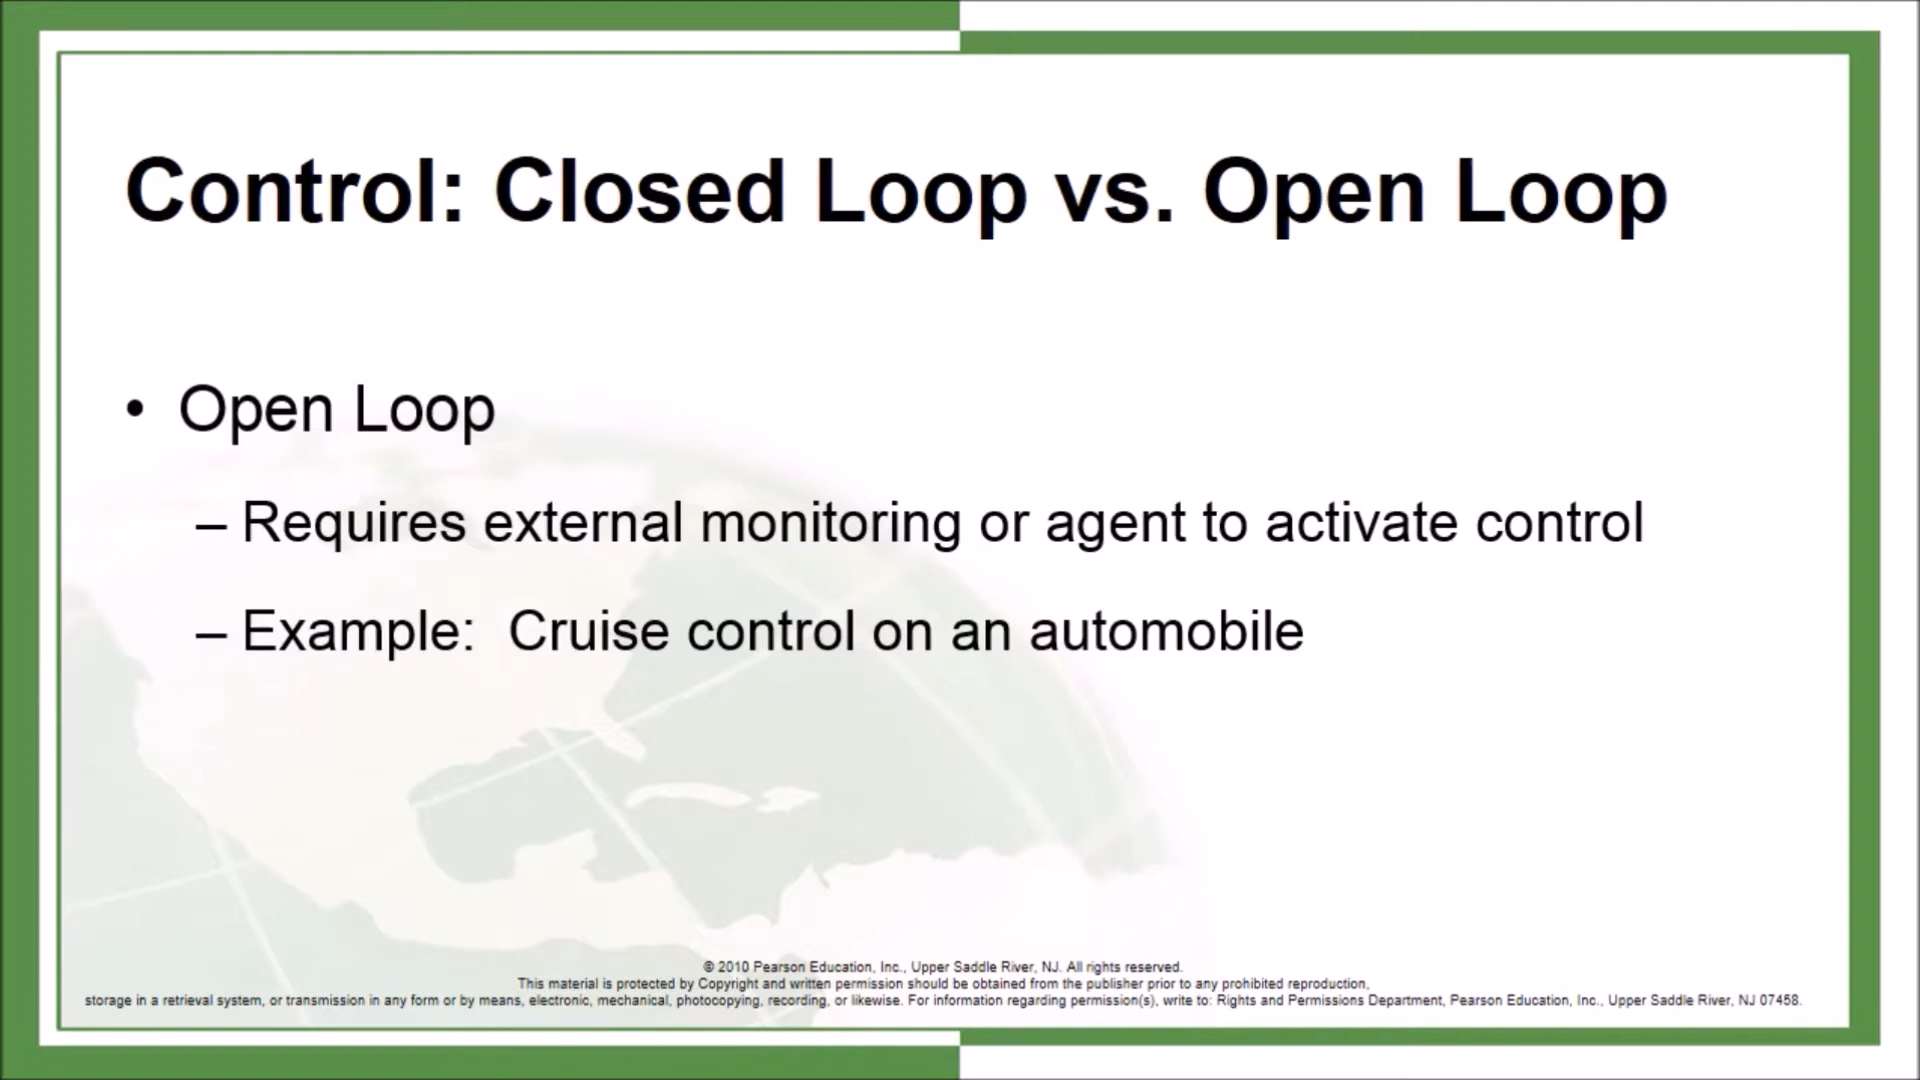 Control: Closed Loop vs. Open Loop
• Open Loop
– Requires external monitoring or agent to activate control
– Example: Cruise control on an automobile
© 2010 Pearson Education, Inc., Upper Saddle River, NJ. All rights reserved.
This material is protected by Copyright and written permission should be obtained from the publisher prior to any prohibited reproduction,
storage in a retrieval system, or transmission in any form or by means, electronic, mechanical, photocopying, recording, or likewise. For information regarding permission(s), write to: Rights and Permissions Department, Pearson Education, Inc., Upper Saddle River, NJ 07458.